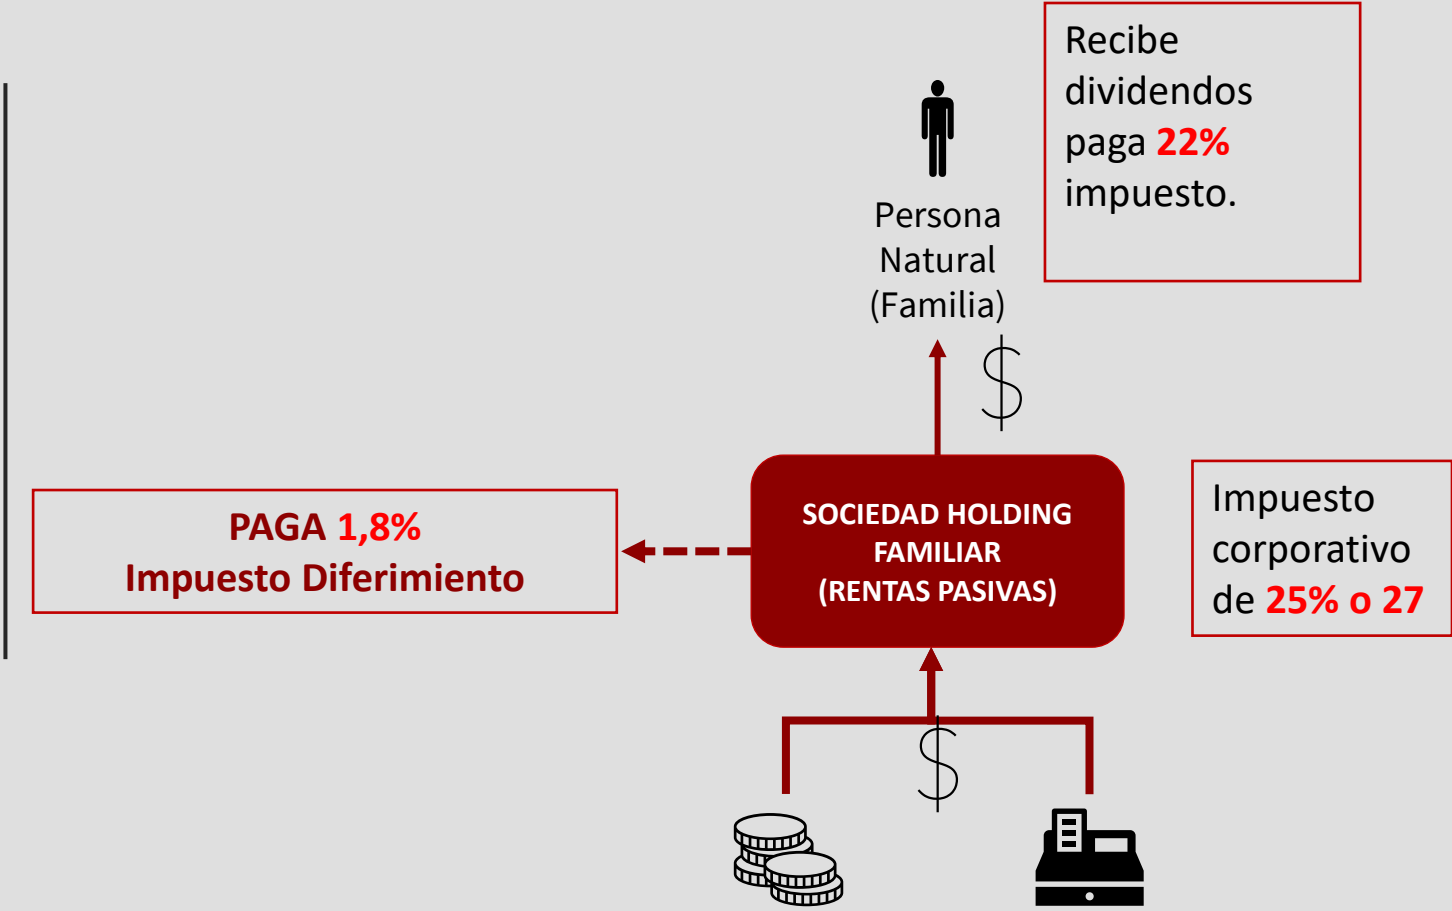 Recibe
dividendos
paga 22%
impuesto.
Persona
Natural
(Familia)
$
PAGA 1,8%
Impuesto Diferimiento
SOCIEDAD HOLDING
FAMILIAR
(RENTAS PASIVAS)
Impuesto
corporativo
de 25% o 27
$